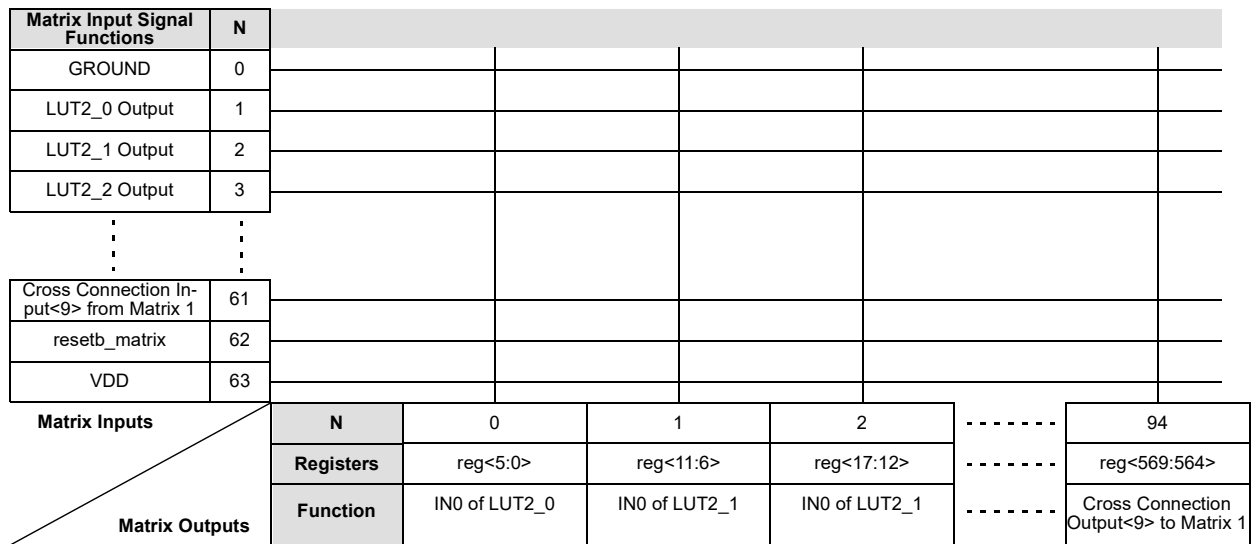 Matrix Input Signal
Functions
N
GROUND
0
LUT2_0 Output
1
LUT2_1 Output
2
LUT2_2 Output
3
Cross Connection In-
put<9> from Matrix 1
61
resetb_matrix
62
VDD
63
Matrix Inputs
Matrix Outputs
N
0
1
2
94
Registers
reg<5:0>
reg<11:6>
reg<17:12>
reg<569:564>
Function
IN0 of LUT2_0
IN0 of LUT2_1
IN0 of LUT2_1
Cross Connection
Output<9> to Matrix 1